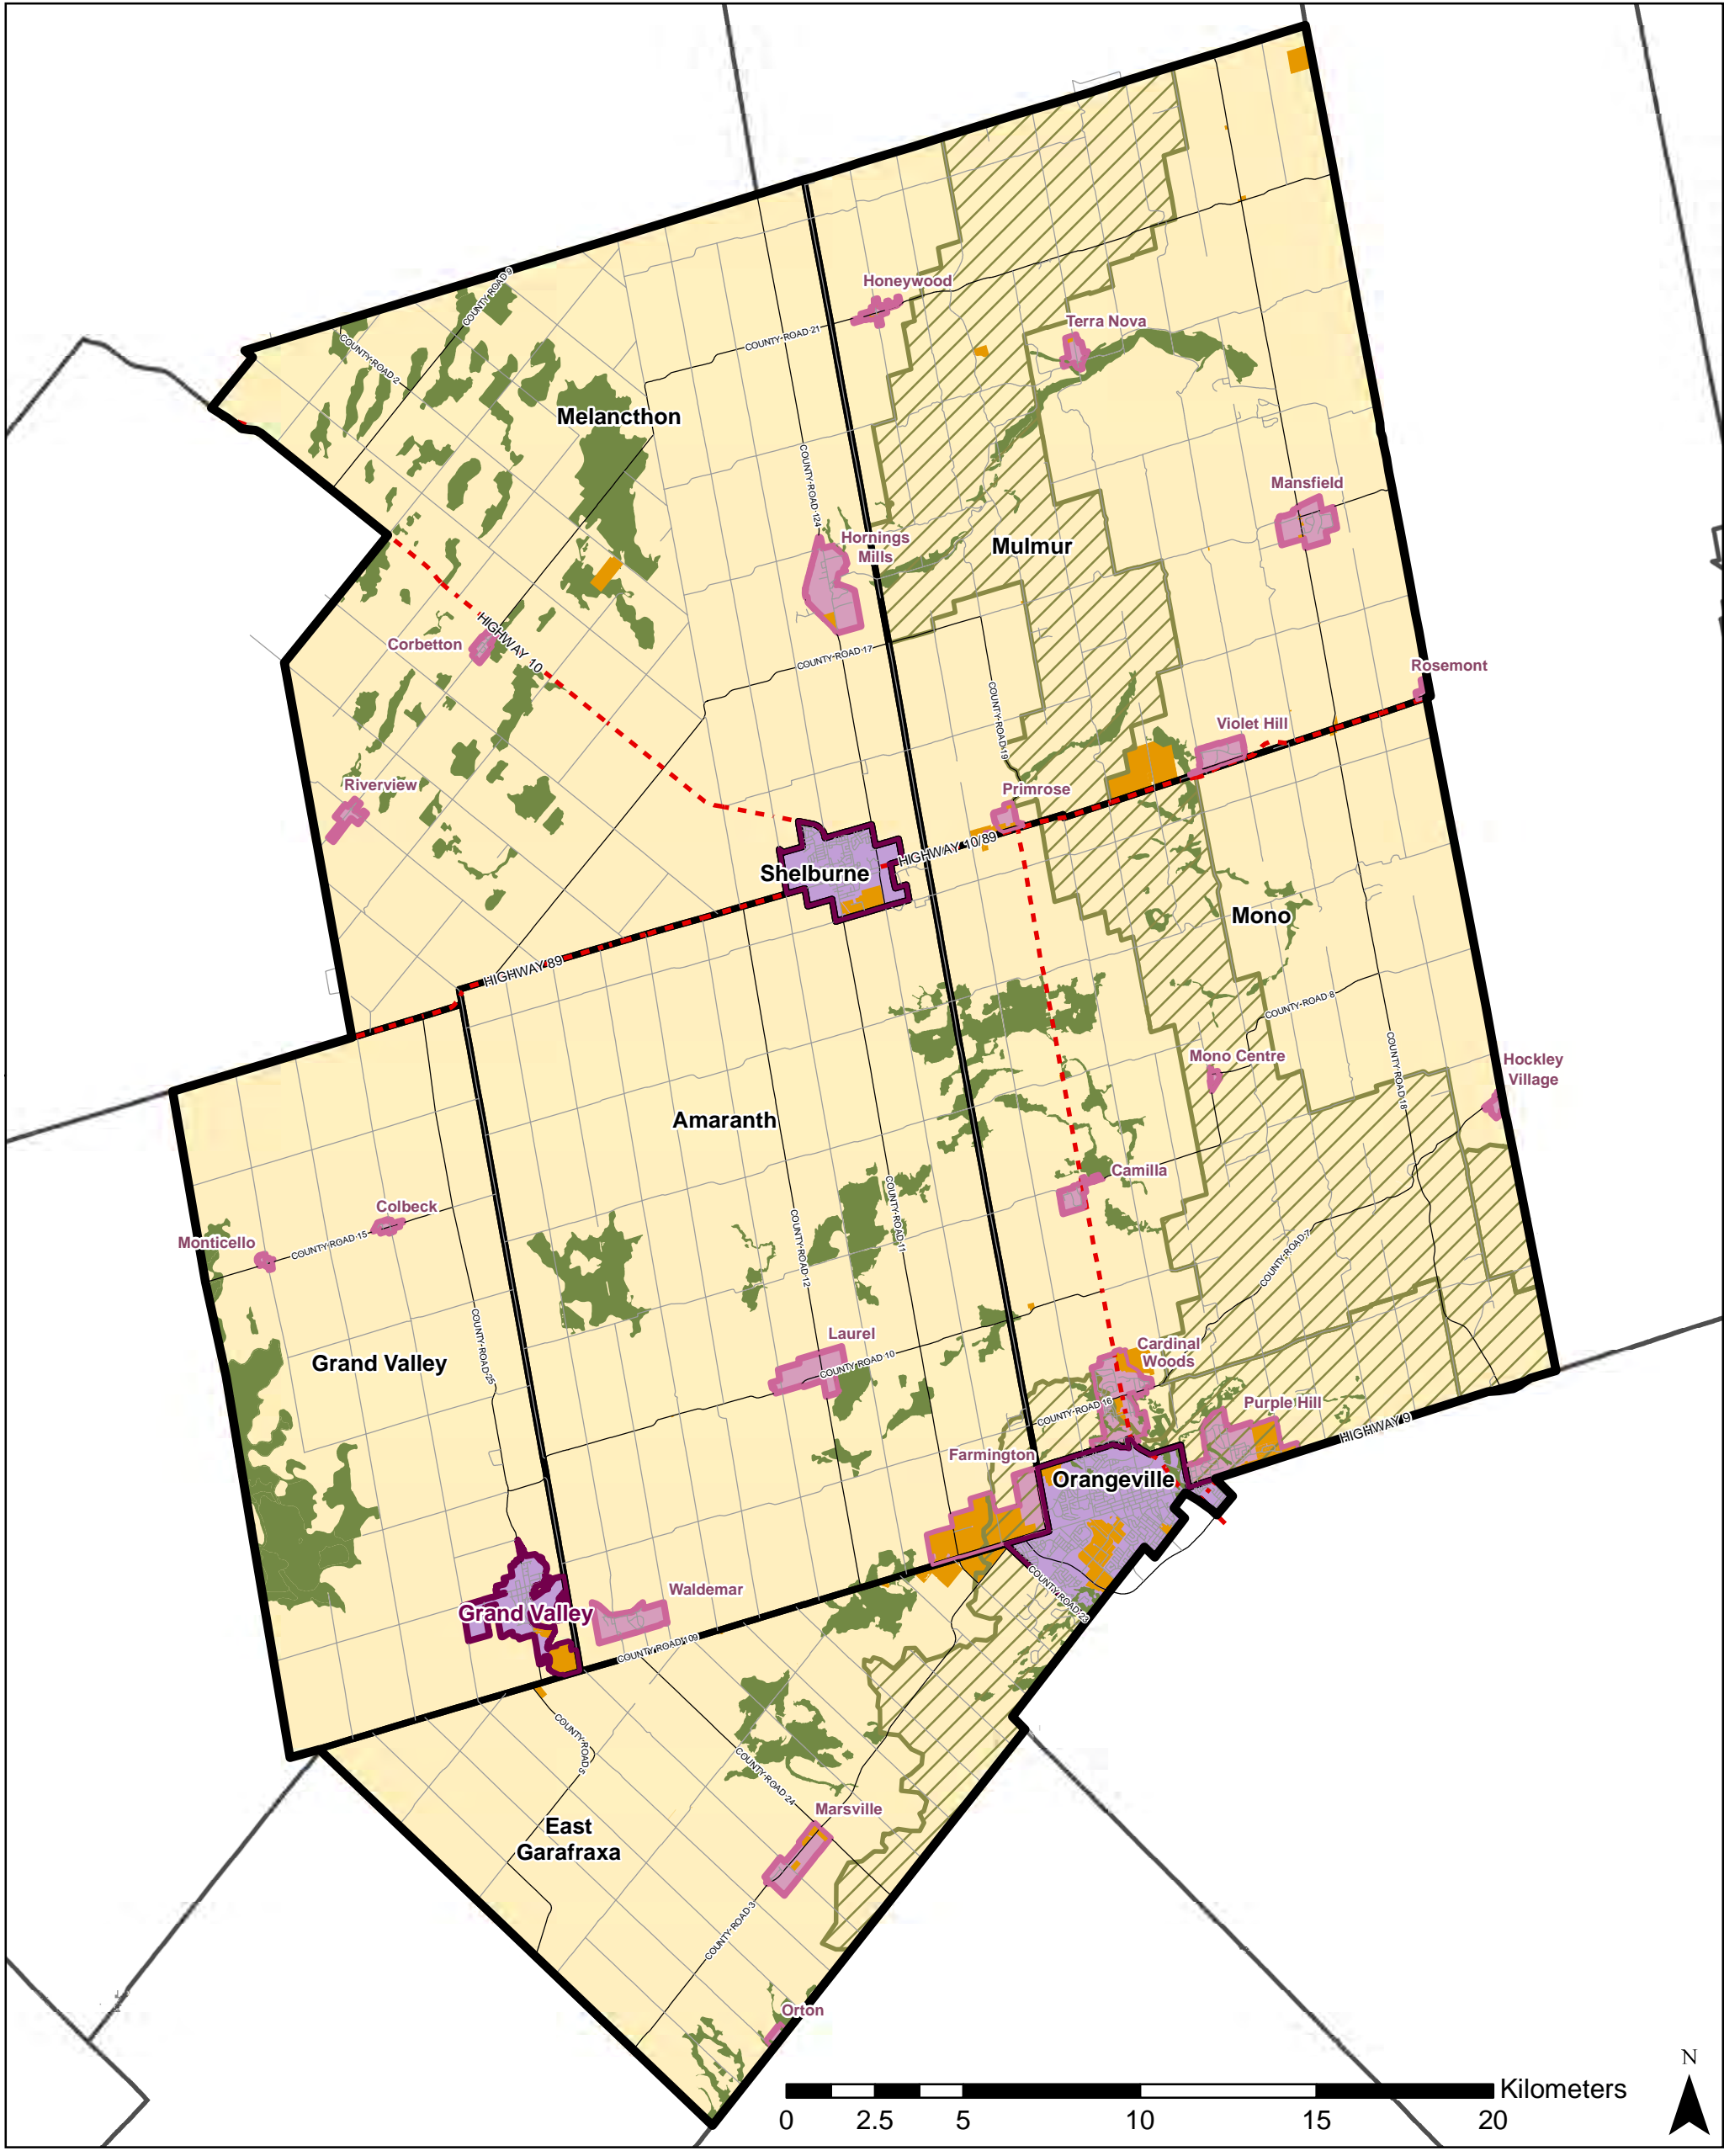 COUNTY ROAD 9
Honeywood
COUNTY ROAD 21
Terra Nova
COUNTY ROAD 2
Melancthon
COUNTY ROAD 124
Mansfield
Hornings
Mills
Mulmur
HIGHWAY 10
Corbetton
COUNTY ROAD 17
Rosemont
COUNTY ROAD 19
Violet Hill
Riverview
Primrose
HIGHWAY 10/89
Shelburne
Mono
HIGHWAY 89
COUNTY ROAD 8
Mono Centre
COUNTY ROAD 18
Hockley
Village
Amaranth
Camilla
Colbeck
COUNTY ROAD 11
Monticello
COUNTY ROAD 15
COUNTY ROAD 12
COUNTY ROAD 7
Laurel
COUNTY ROAD 25
Grand Valley
COUNTY ROAD 10
Cardinal
Woods
COUNTY ROAD 16
Purple Hill
HIGHWAY 9
Farmington
Orangeville
Waldemar
COUNTY ROAD 23
Grand Valley
COUNTY ROAD 109
COUNTY ROAD 5
COUNTY ROAD 24
Marsville
East
Garafraxa
COUNTY ROAD 3
Orton
N
Kilometers
0 2.5 5 10 15 20